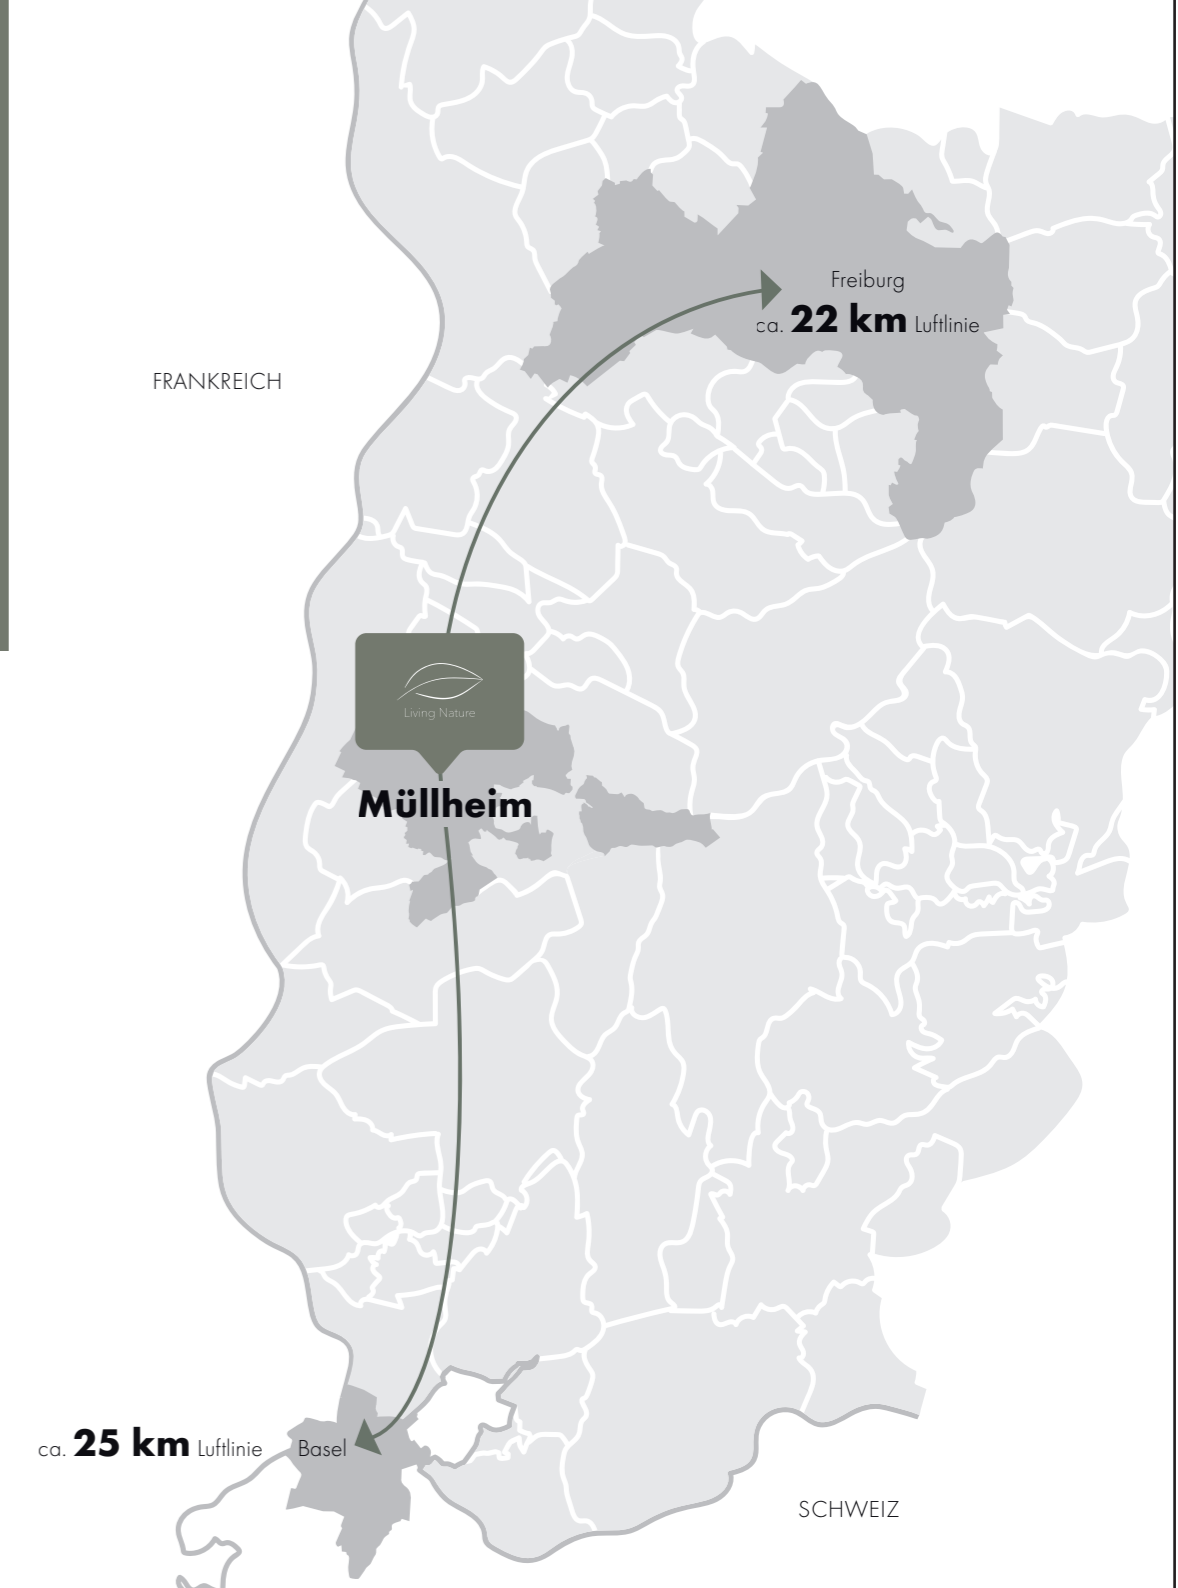 Freiburg
ca. 22 km Luftlinie
FRANKREICH
Living Nature
Müllheim
ca. 25 km Luftlinie
Basel
SCHWEIZ